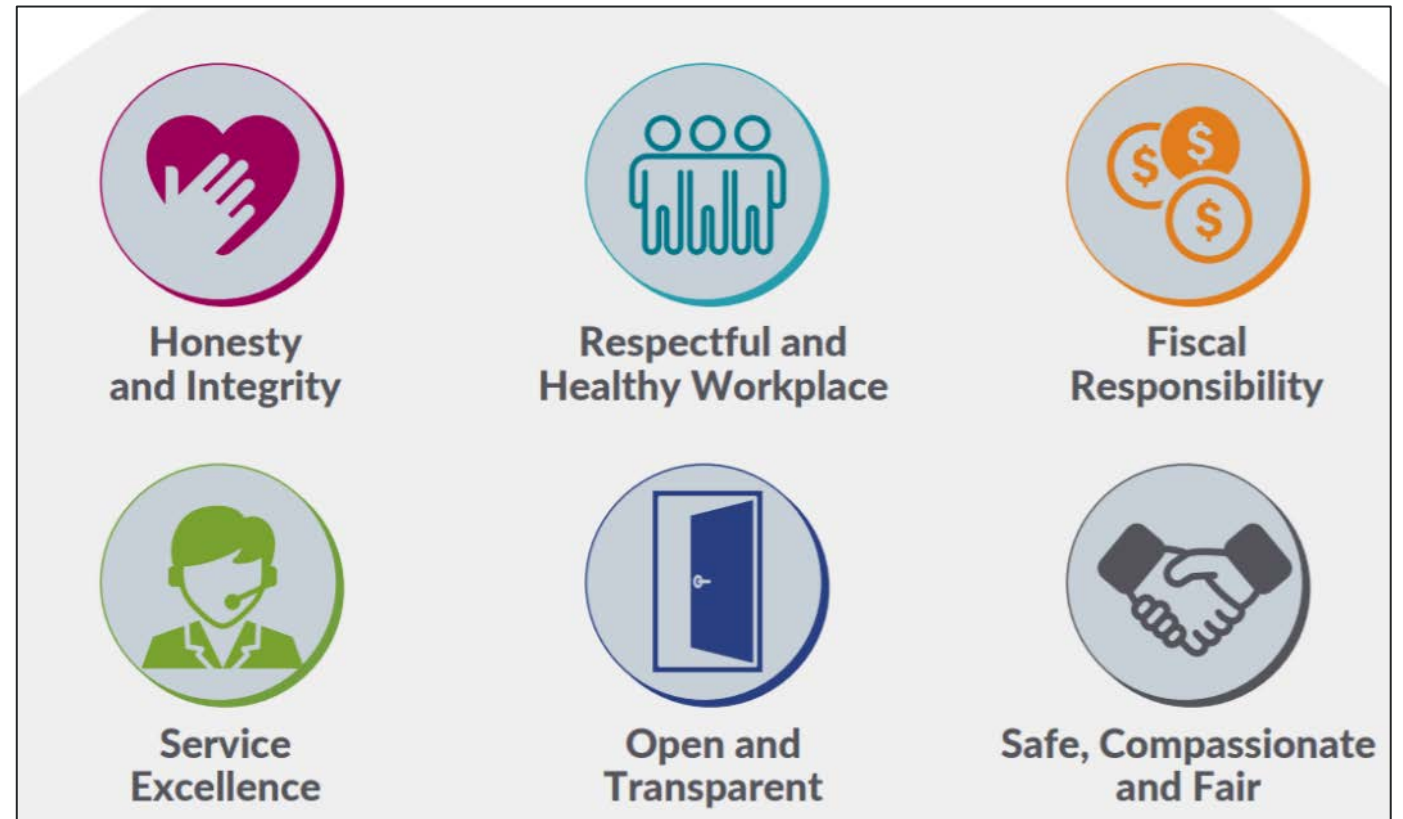 $
$
$
Honesty
and Integrity
Respectful and
Healthy Workplace
Fiscal
Responsibility
Service
Excellence
Open and
Transparent
Safe, Compassionate
and Fair